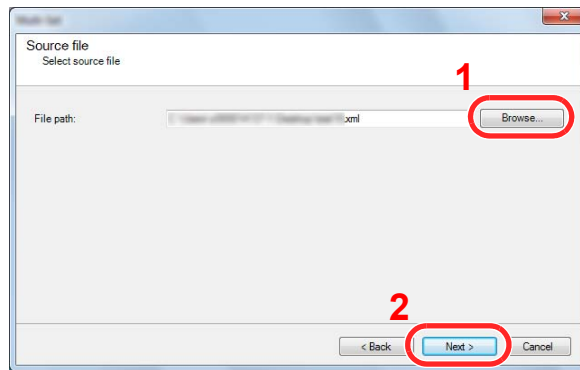 Source file
Select source file
1
File path: xml Browse...
2
< Back Next > Cancel